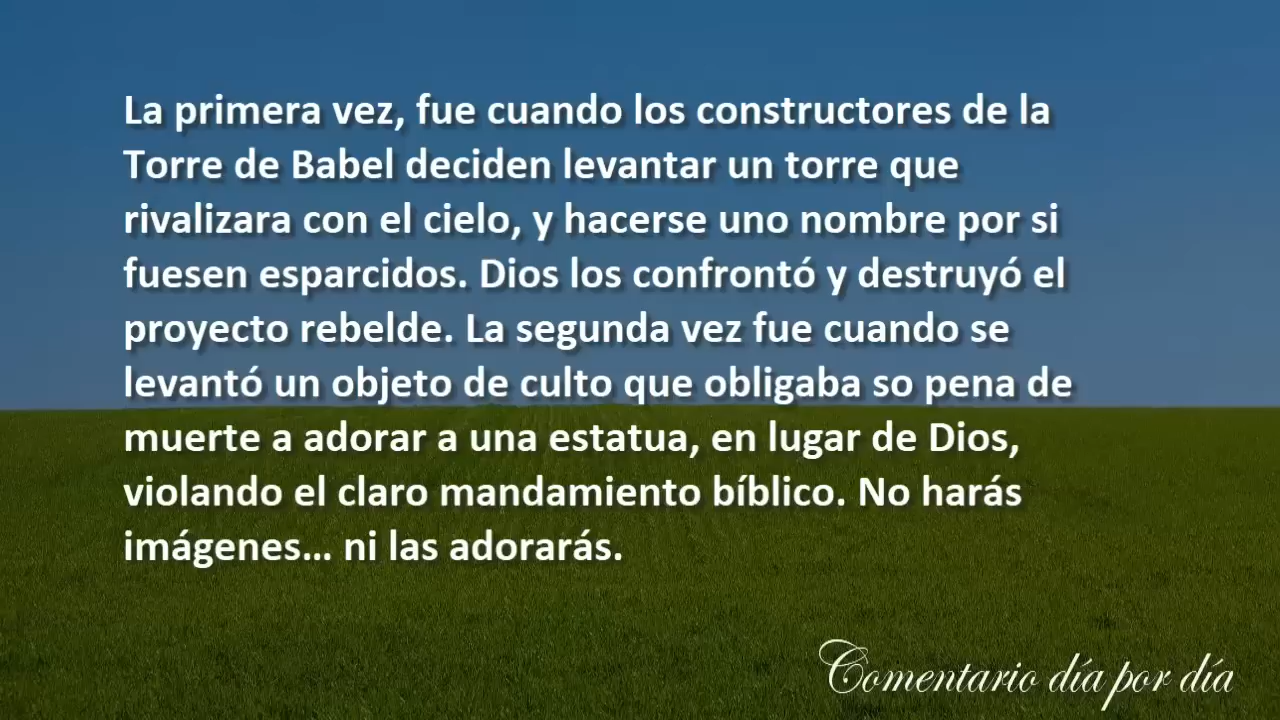 La primera vez, fue cuando los constructores de la
Torre de Babel deciden levantar un torre que
rivalizara con el cielo, y hacerse uno nombre por si
fuesen esparcidos. Dios los confrontó y destruyó el
proyecto rebelde. La segunda vez fue cuando se
levantó un objeto de culto que obligaba so pena de
muerte a adorar a una estatua, en lugar de Dios,
violando el claro mandamiento bíblico. No harás
imágenes… ni las adorarás.
Comentario día por día